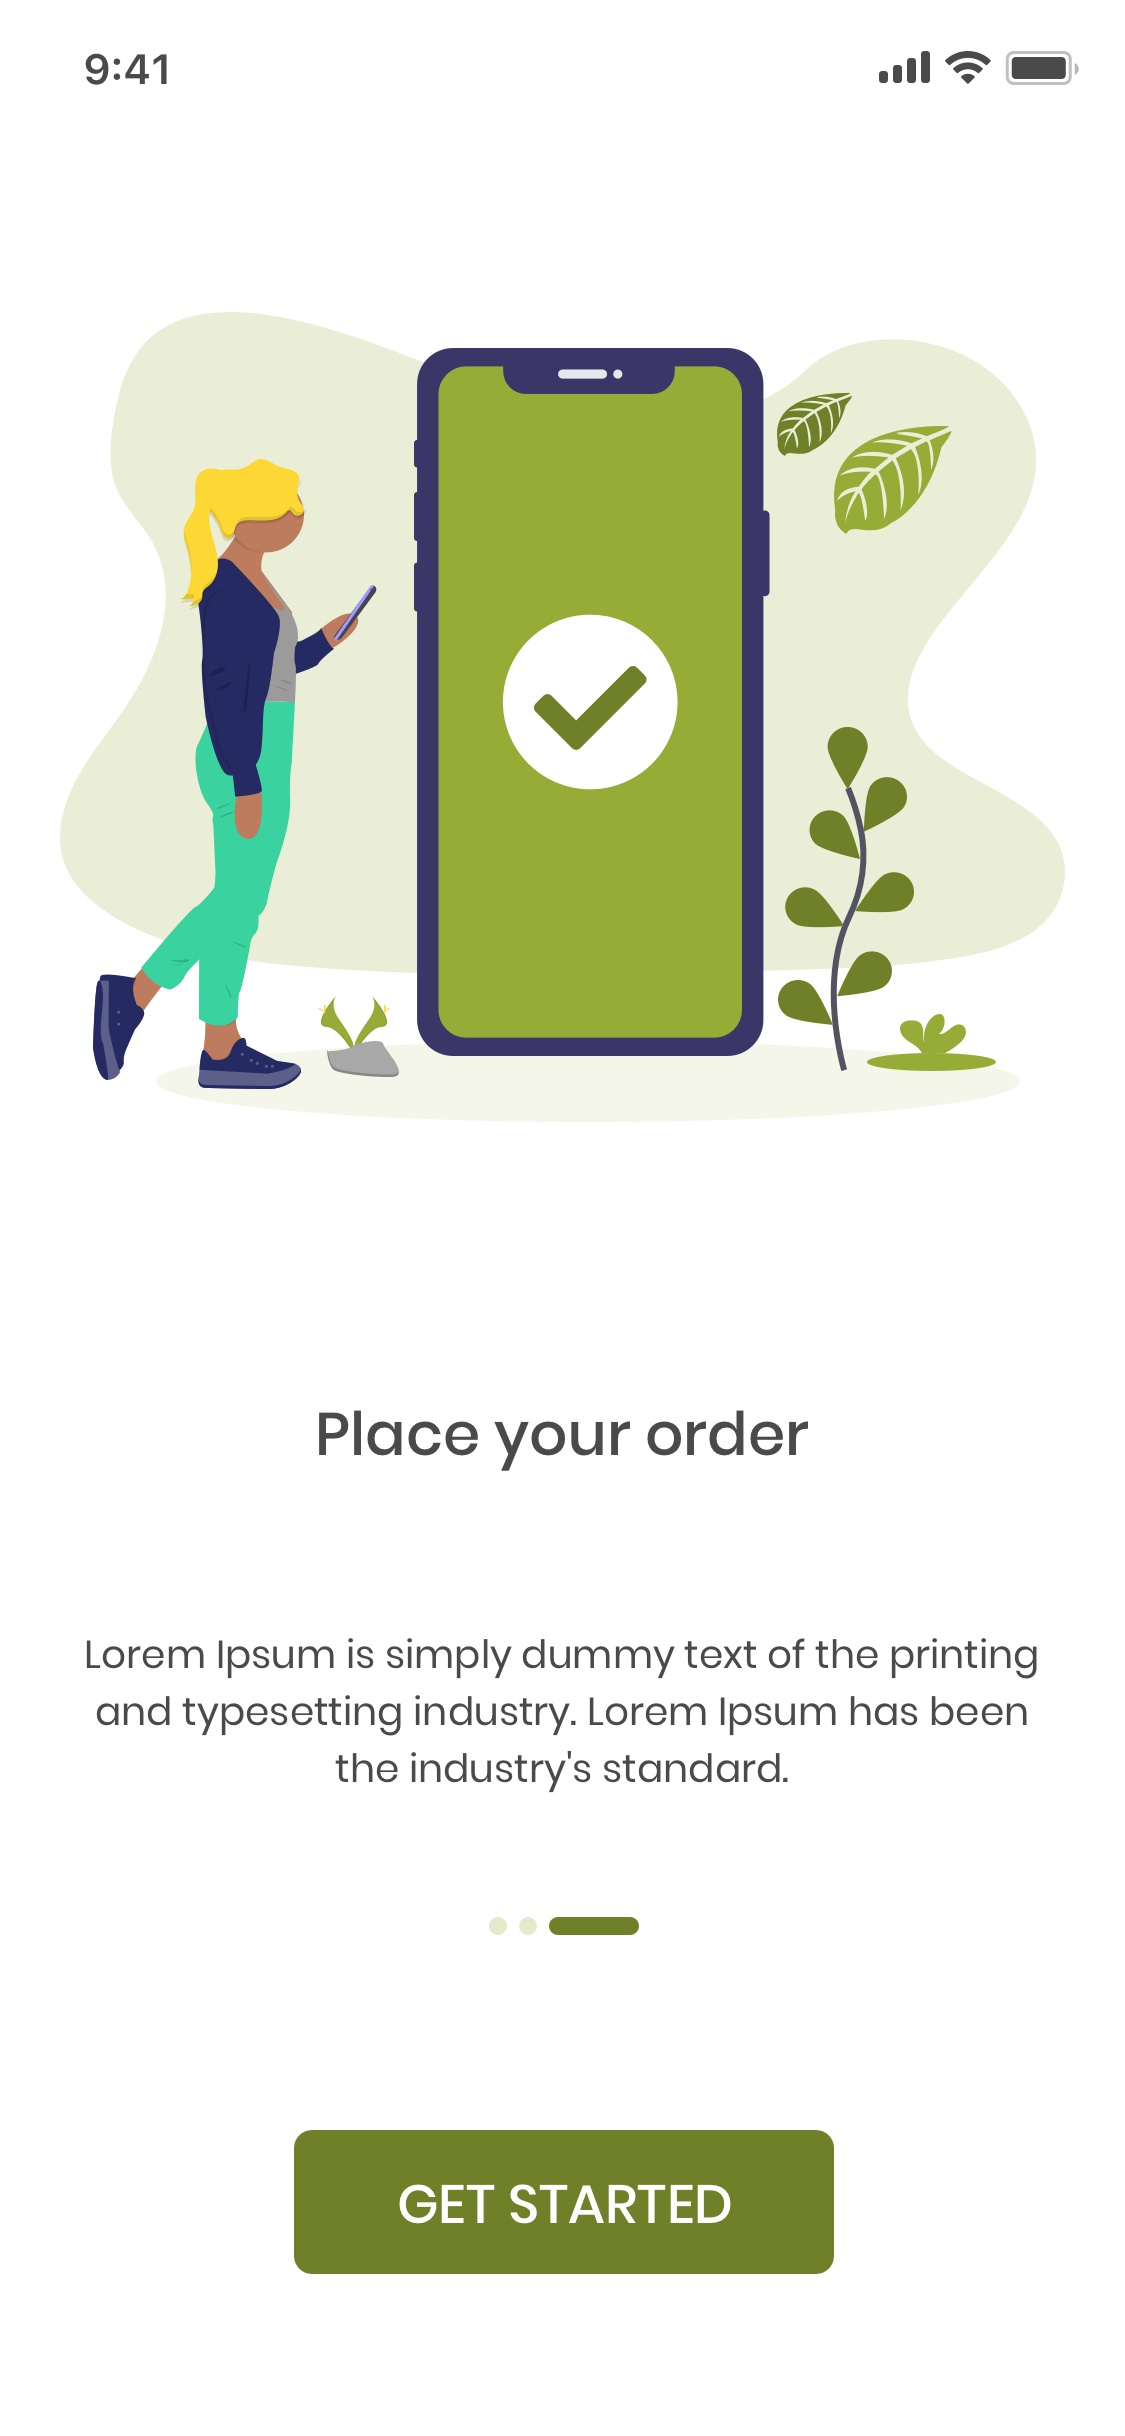 9:41
Place your order
Lorem Ipsum is simply dummy text of the printing
and typesetting industry. Lorem Ipsum has been
the industry's standard.
GET STARTED